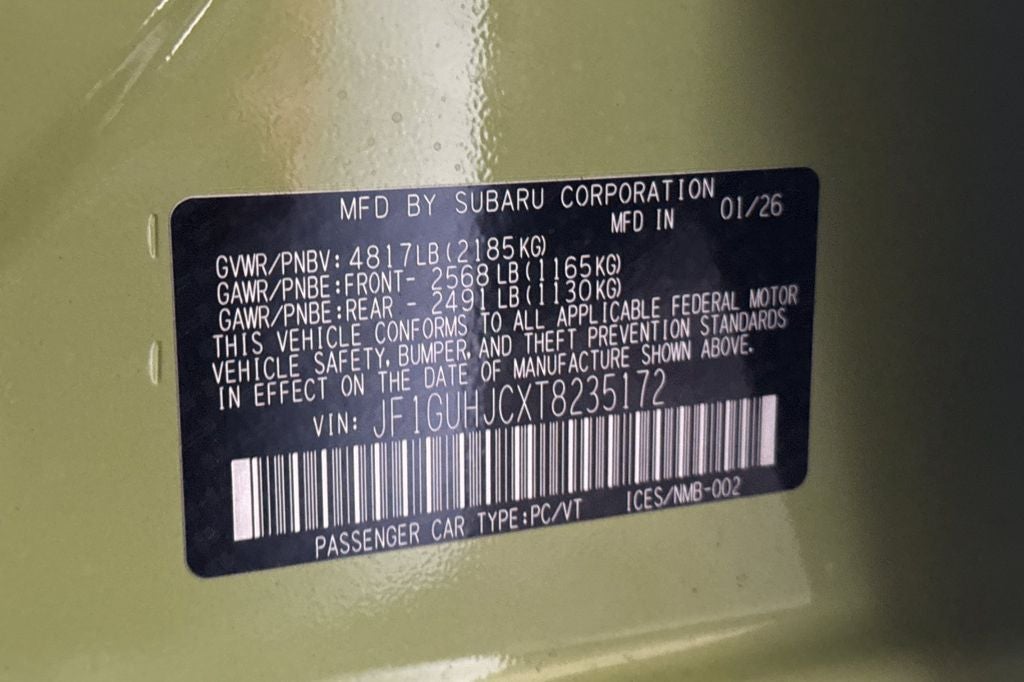 MFD BY SUBARU CORPORATION
MFD IN 01/26
GVWR/PNBV: 4817LB(2185KG)
GAWR/PNBE:FRONT- 2568LB(1165KG)
GAWR/PNBE:REAR - 2491LB(1130KG)
THIS VEHICLE CONFORMS TO ALL APPLICABLE FEDERAL MOTOR
VEHICLE SAFETY, BUMPER, AND THEFT PREVENTION STANDARDS
IN EFFECT ON THE DATE OF MANUFACTURE SHOWN ABOVE.
VIN: JF1GUHJCXT8235172
PASSENGER CAR TYPE:PC/VT ICES/NMB-002